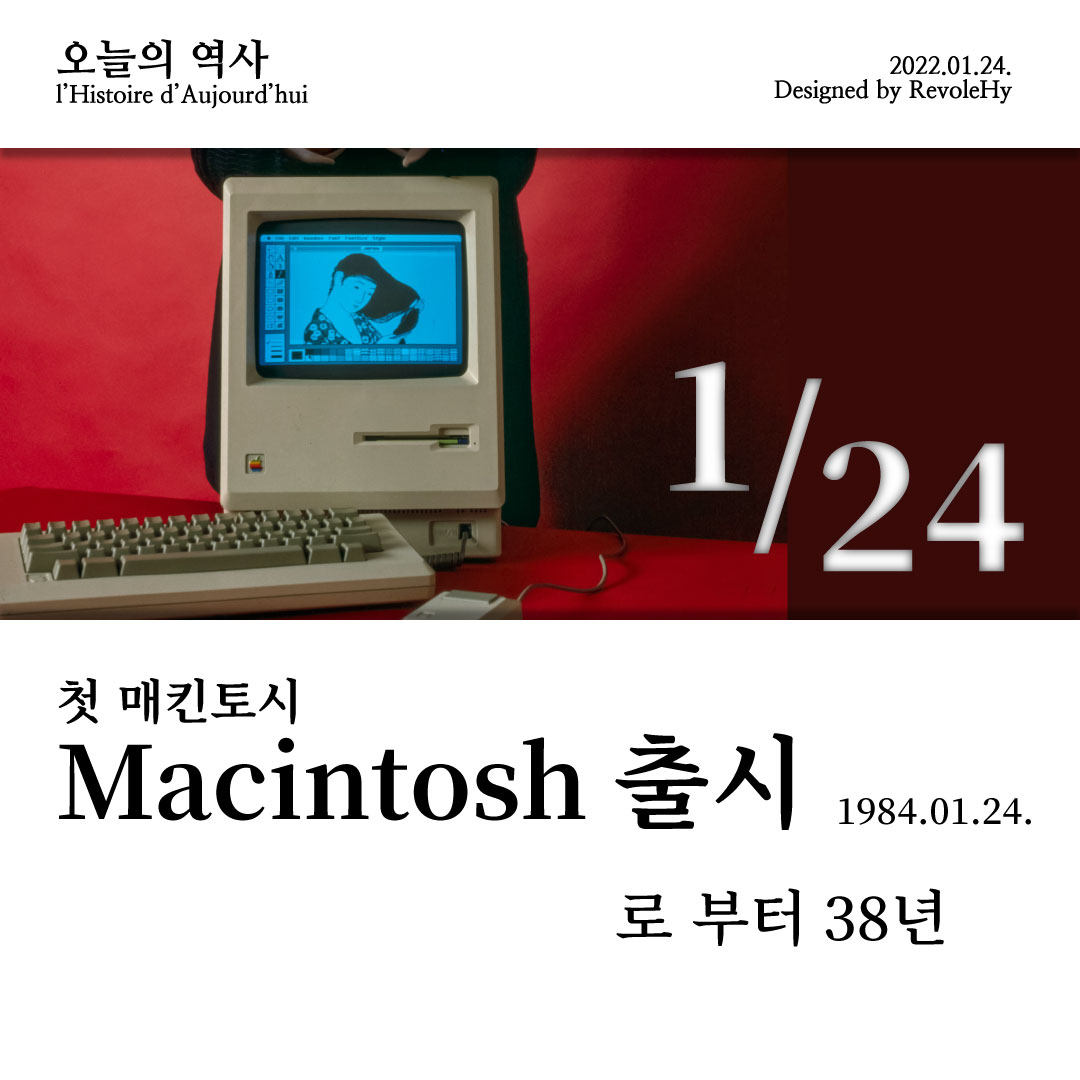 오늘의 역사
l’Histoire d’Aujourd’hui
2022.01.24.
Designed by RevoleHy
1/24
첫 매킨토시
Macintosh 출시 1984.01.24.
로 부터 38년